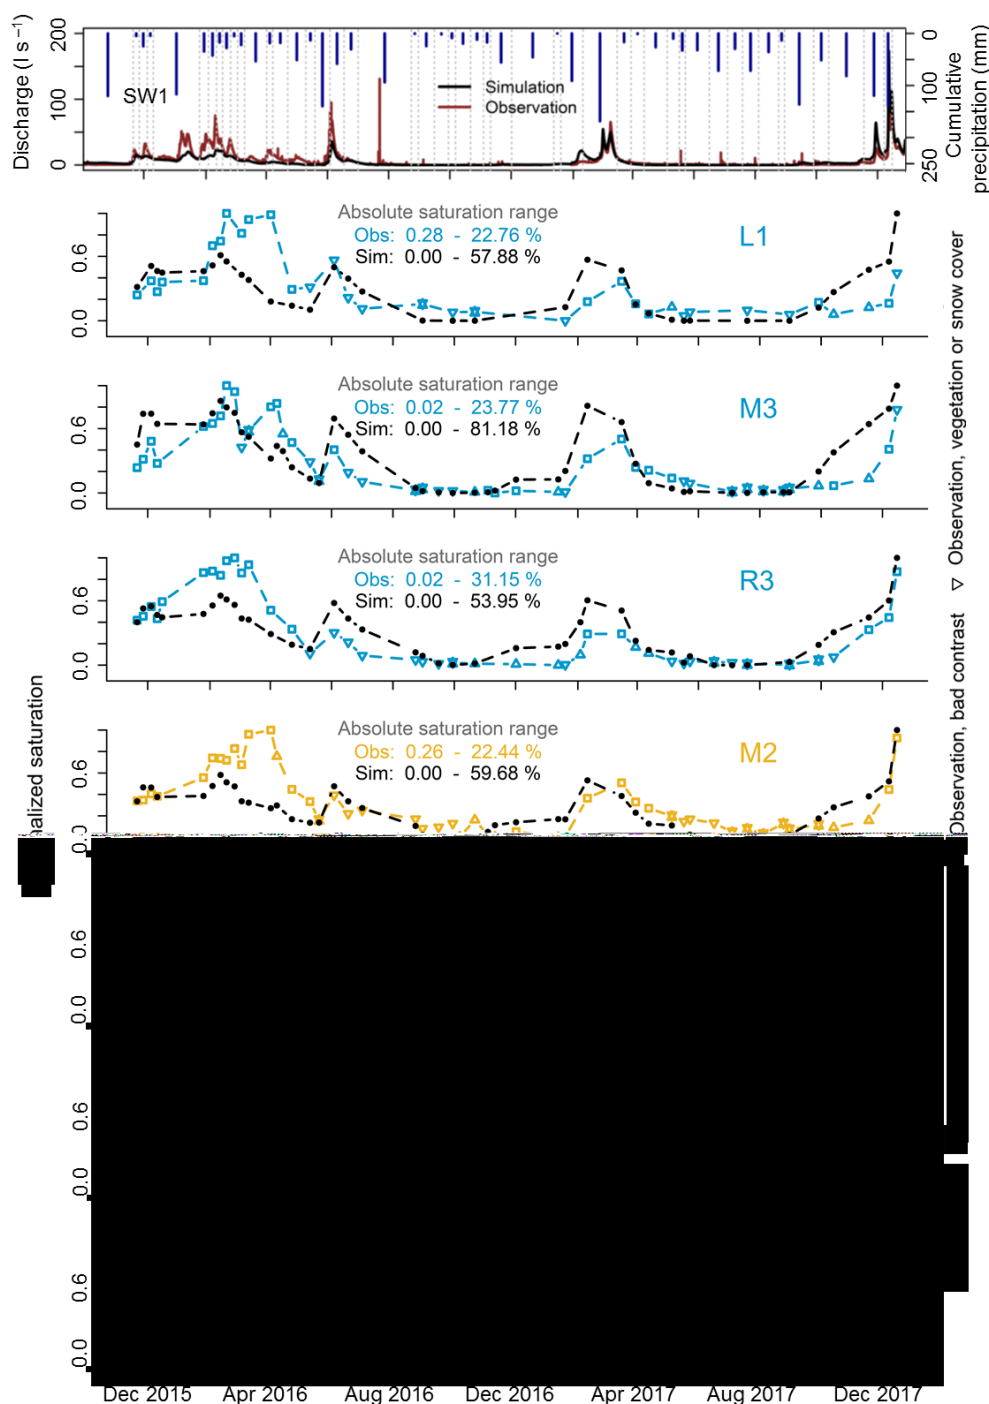 Discharge (l s⁻¹)
200
100
0
SW1
Simulation
Observation
0
100
250
Cumulative
precipitation (mm)
Absolute saturation range
Obs: 0.28 - 22.76 %
Sim: 0.00 - 57.88 %
L1
0.6
0.0
Absolute saturation range
Obs: 0.02 - 23.77 %
Sim: 0.00 - 81.18 %
M3
0.6
0.0
Absolute saturation range
Obs: 0.02 - 31.15 %
Sim: 0.00 - 53.95 %
R3
0.6
0.0
Absolute saturation range
Obs: 0.26 - 22.44 %
Sim: 0.00 - 59.68 %
M2
0.6
0.0
alized saturation
Observation, bad contrast ▽ Observation, vegetation or snow cover
0.6
0.0
0.6
0.0
0.6
0.0
Dec 2015 Apr 2016 Aug 2016 Dec 2016 Apr 2017 Aug 2017 Dec 2017